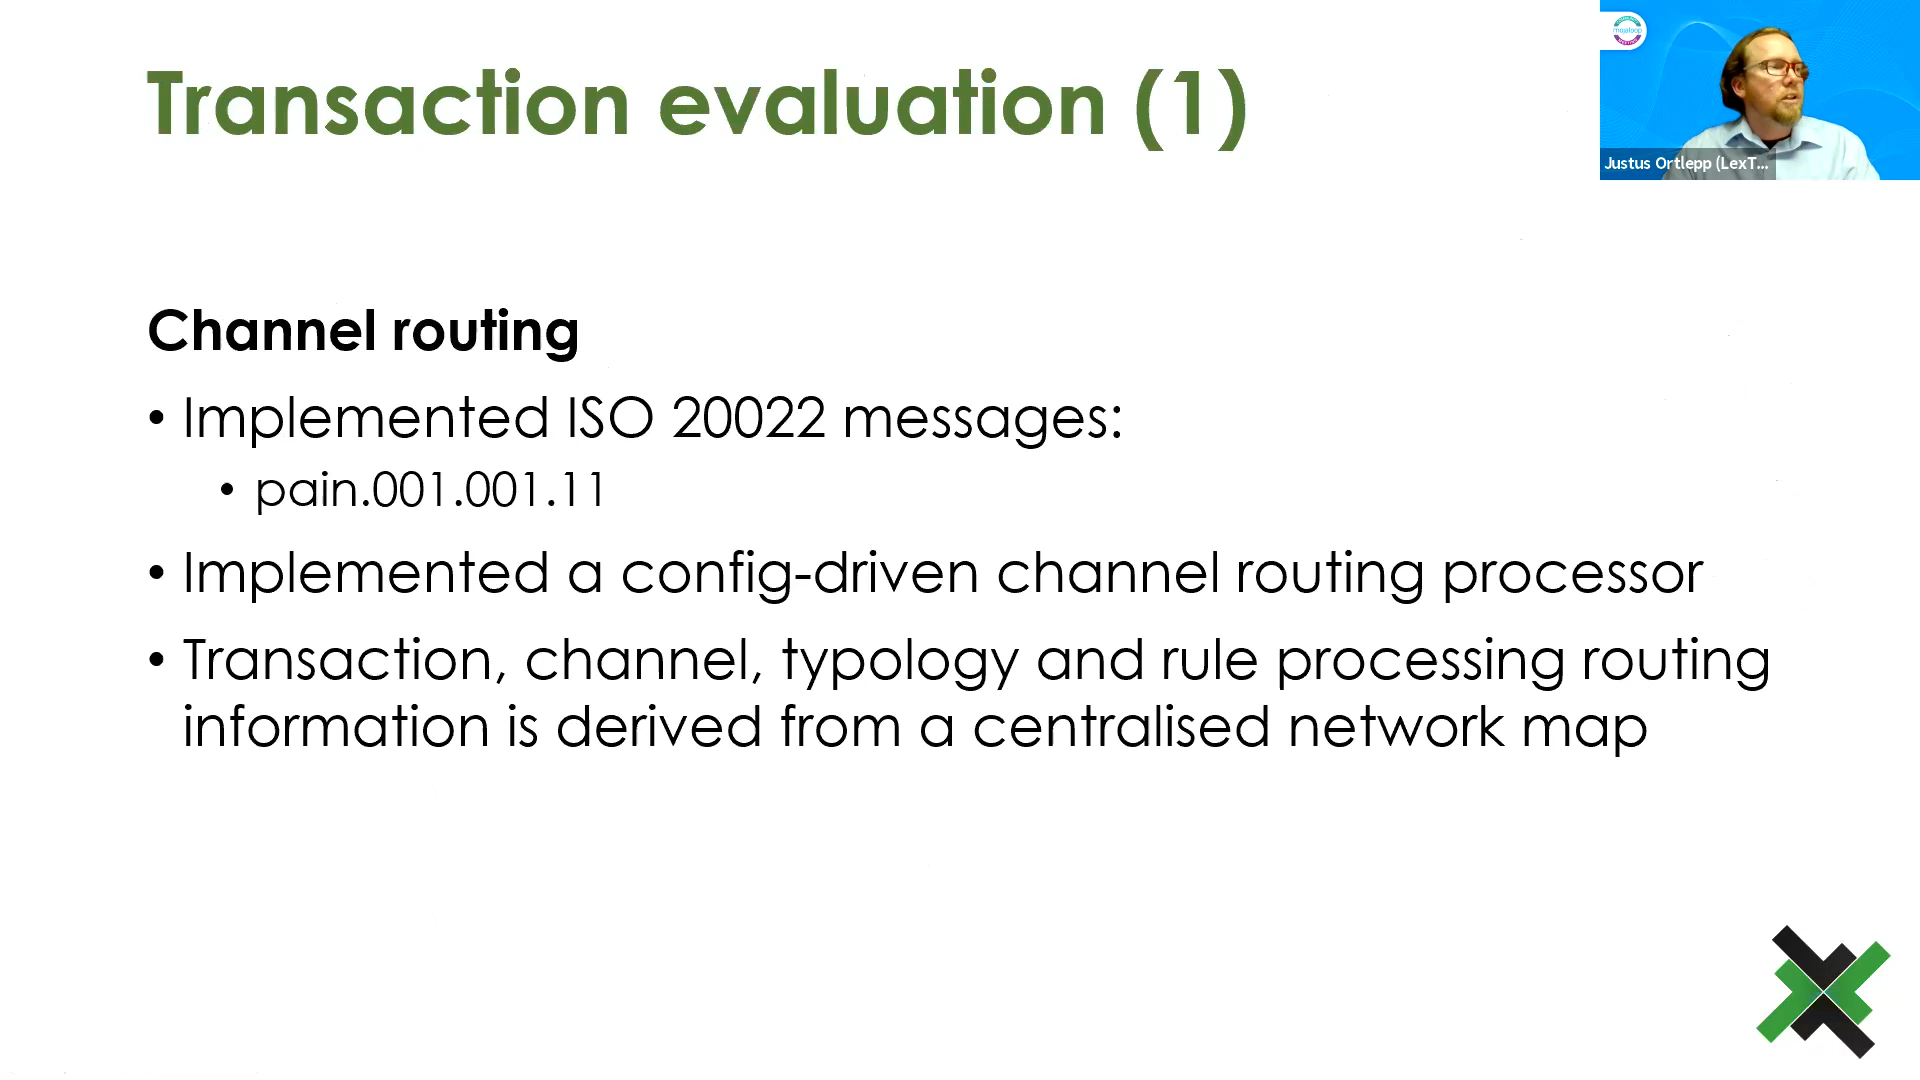 Transaction evaluation (1)
mojaloop
Justus Ortlepp (LexT...
Channel routing
• Implemented ISO 20022 messages:
• pain.001.001.11
• Implemented a config-driven channel routing processor
• Transaction, channel, typology and rule processing routing
information is derived from a centralised network map